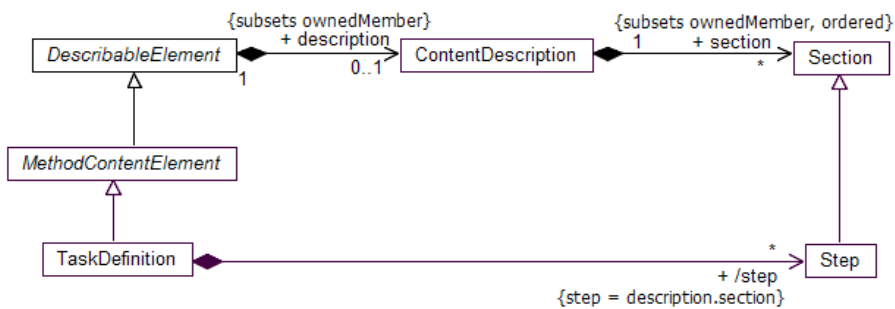 {subsets ownedMember}
{subsets ownedMember, ordered}
+ description
1
+ section
DescribableElement
ContentDescription
Section
1
0..1
*
MethodContentElement
*
TaskDefinition
Step
+ /step
{step = description.section}